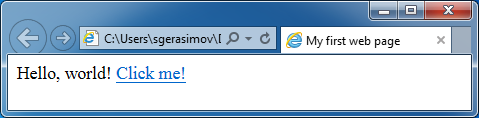 C:\Users\sgerasimov\
My first web page
Hello, world! Click me!